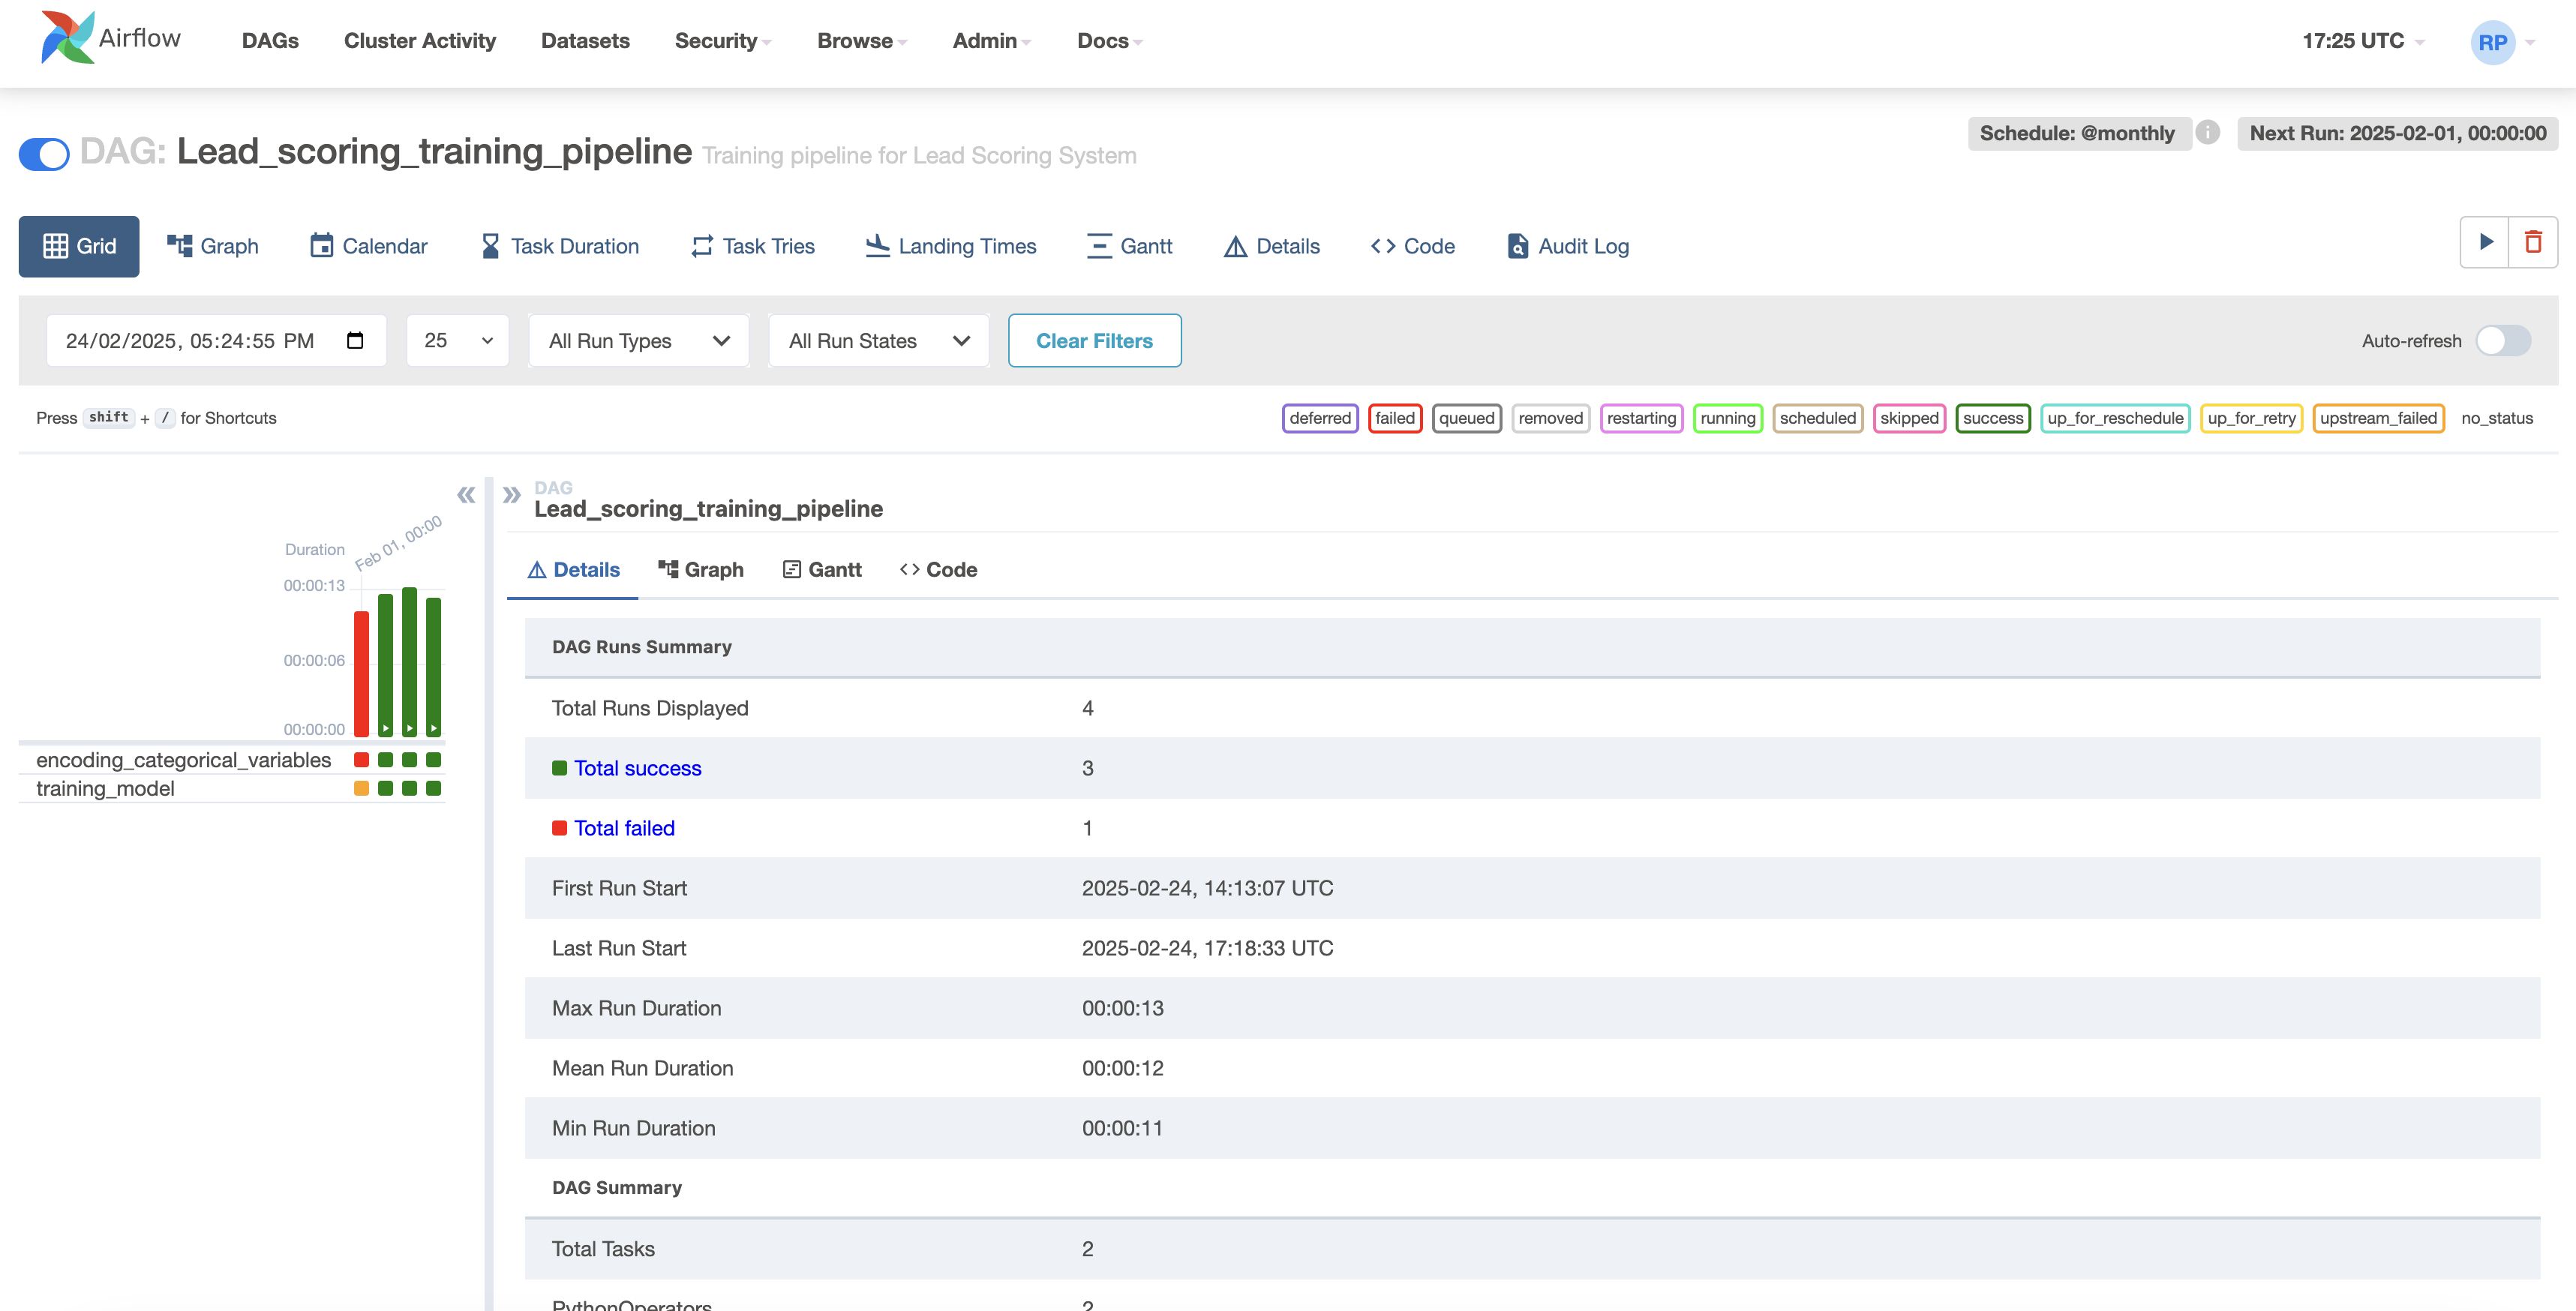 Airflow
DAGs Cluster Activity Datasets Security Browse Admin Docs 17:25 UTC RP
DAG: Lead_scoring_training_pipeline Training pipeline for Lead Scoring System
Schedule: @monthly Next Run: 2025-02-01, 00:00:00
Grid Graph Calendar Task Duration Task Tries Landing Times Gantt Details Code Audit Log
24/02/2025, 05:24:55 PM 25 All Run Types All Run States Clear Filters Auto-refresh
Press shift + / for Shortcuts
deferred failed queued removed restarting running scheduled skipped success up_for_reschedule up_for_retry upstream_failed no_status
Duration
Feb 01, 00:00
00:00:13
00:00:06
00:00:00
encoding_categorical_variables
training_model
DAG
Lead_scoring_training_pipeline
Details Graph Gantt Code
DAG Runs Summary
Total Runs Displayed 4
Total success 3
Total failed 1
First Run Start 2025-02-24, 14:13:07 UTC
Last Run Start 2025-02-24, 17:18:33 UTC
Max Run Duration 00:00:13
Mean Run Duration 00:00:12
Min Run Duration 00:00:11
DAG Summary
Total Tasks 2
PythonOperators 2